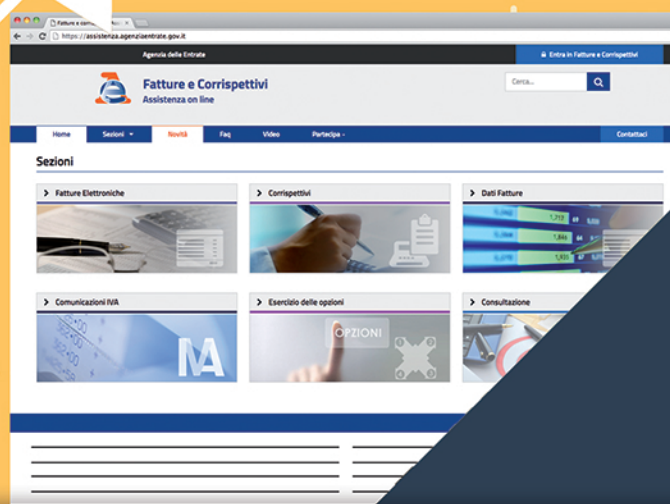 Fatture e corri
https://assistenza.agenziaentrate.gov.it
Agenzia delle Entrate
Entra in Fatture e Corrispettivi
Fatture e Corrispettivi
Assistenza on line
Cerca...
Home Sezioni Novità Faq Video Partecipa Contattaci
Sezioni
Fatture Elettroniche
Corrispettivi
Dati Fatture
Comunicazioni IVA
Esercizio delle opzioni
Consultazione
IVA
OPZIONI